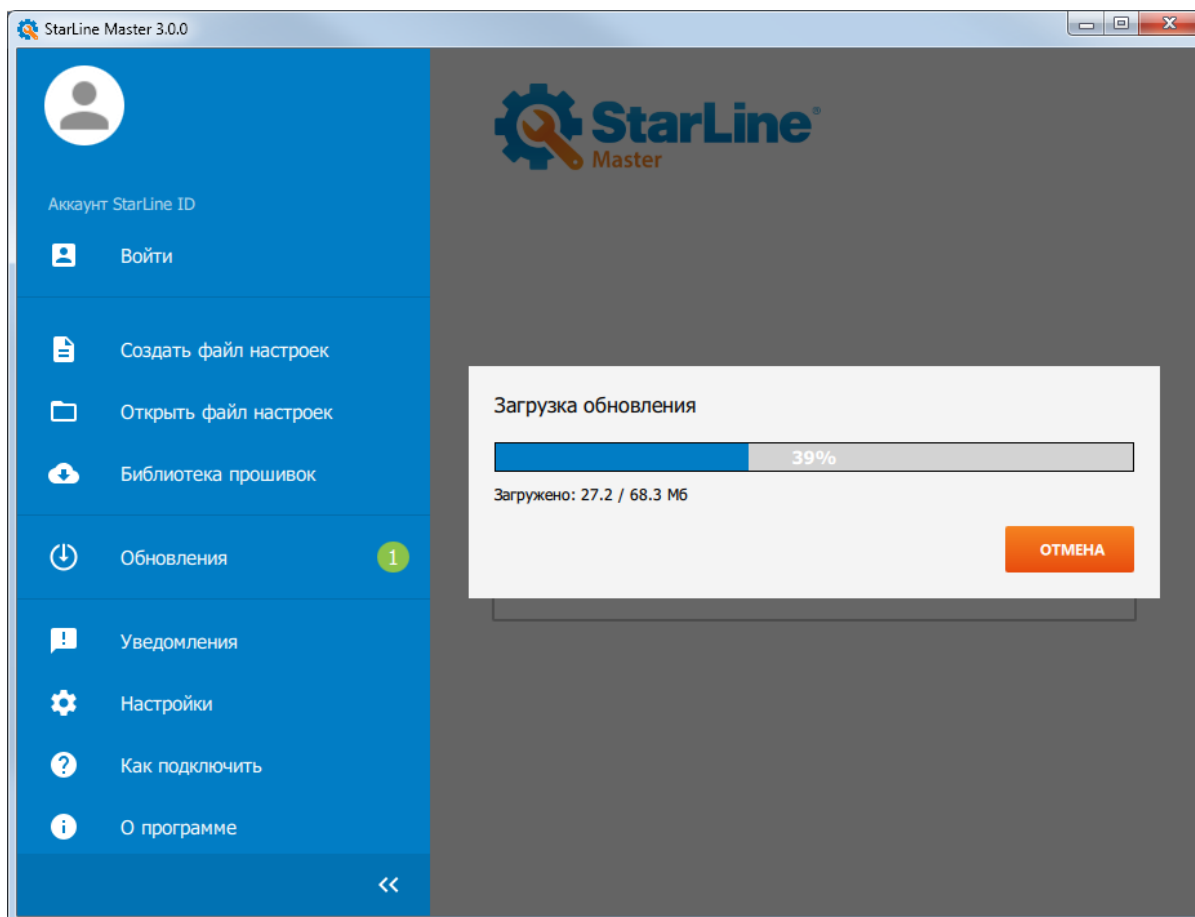 StarLine Master 3.0.0
Аккаунт StarLine ID
Войти
Создать файл настроек
Открыть файл настроек
Библиотека прошивок
Обновления 1
Уведомления
Настройки
Как подключить
О программе
StarLine®
Master
Загрузка обновления
39%
Загружено: 27.2 / 68.3 Мб
ОТМЕНА